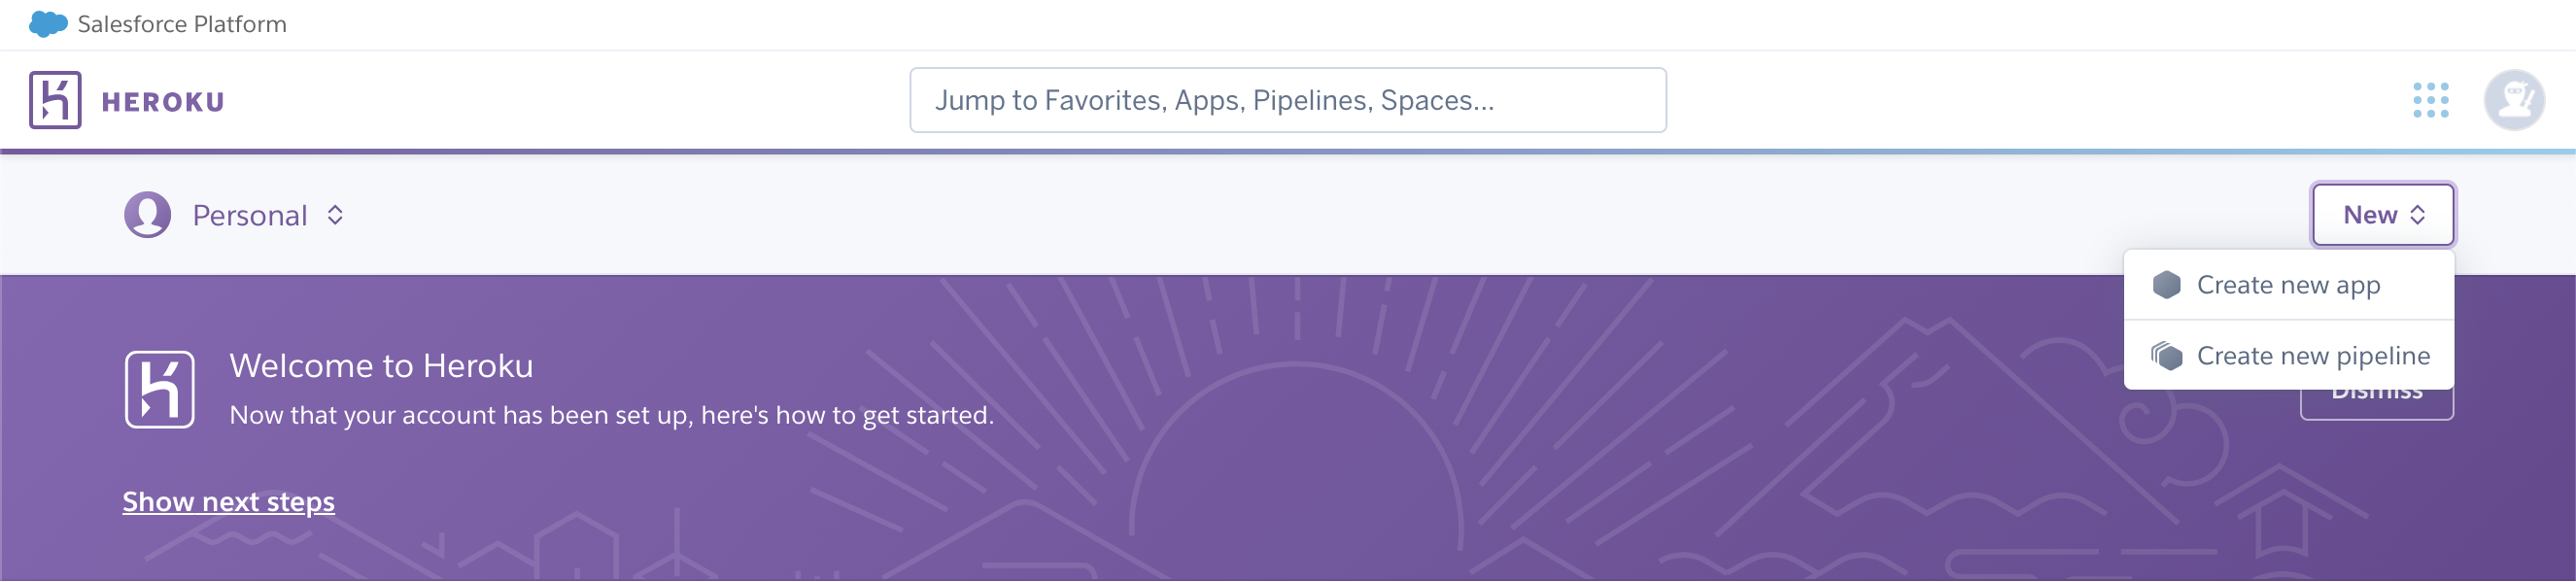 Salesforce Platform
HEROKU
Jump to Favorites, Apps, Pipelines, Spaces...
Personal
New
Create new app
Create new pipeline
Dismiss
Welcome to Heroku
Now that your account has been set up, here's how to get started.
Show next steps